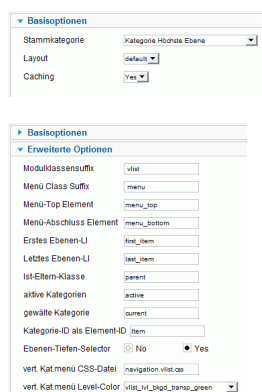 Basisoptionen
Stammkategorie Kategorie Höchste Ebene
Layout default
Caching Yes
Basisoptionen
Erweiterte Optionen
Modulklassensuffix vlist
Menü Class Suffix menu
Menü-Top Element menu_top
Menü-Abschluss Element menu_bottom
Erstes Ebenen-LI first_item
Letztes Ebenen-LI last_item
Ist-Eltern-Klasse parent
aktive Kategorien active
gewälte Kategorie current
Kategorie-ID als Element-ID Item
Ebenen-Tiefen-Selector No Yes
vert. Kat.menü CSS-Datei navigation.vlist.css
vert. Kat.menü Level-Color vlist_lvl_bkgd_transp_green